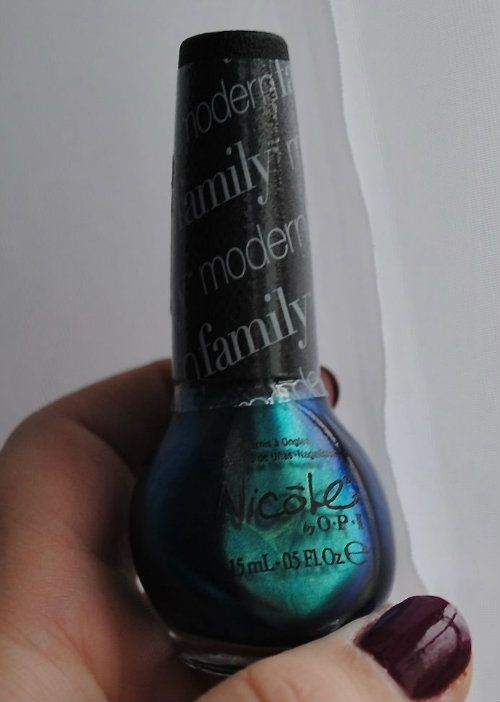 modern
family
modern
family
Nicole
by O·P·I
15 mL - 05 Fl. Oz e